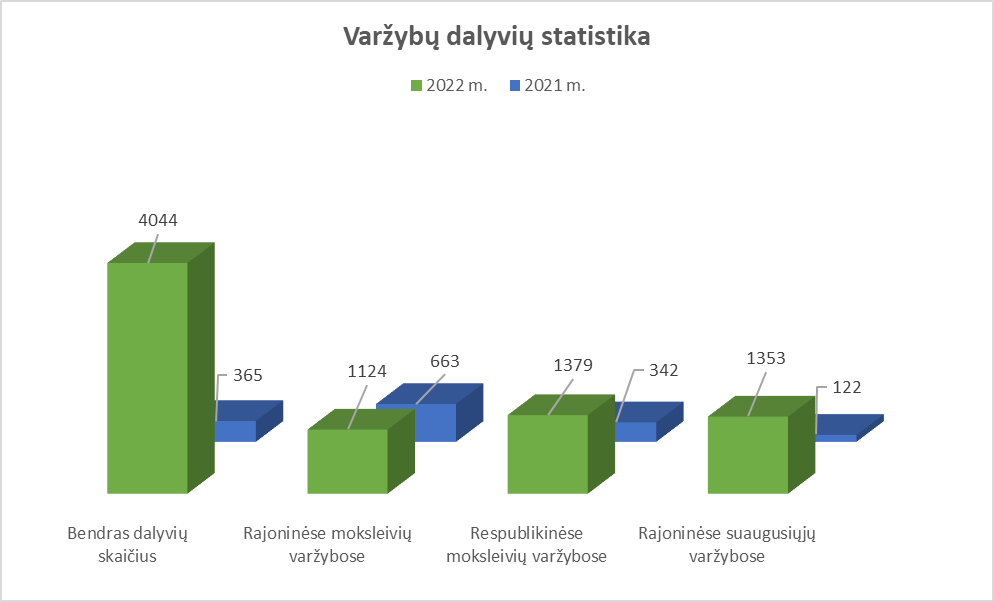 Varžybų dalyvių statistika
2022 m. 2021 m.
4044
365
1124
663
1379
342
1353
122
Bendras dalyvių
skaičius
Rajoninėse moksleivių
varžybose
Respublikinėse
moksleivių varžybose
Rajoninėse suaugusiųjų
varžybose